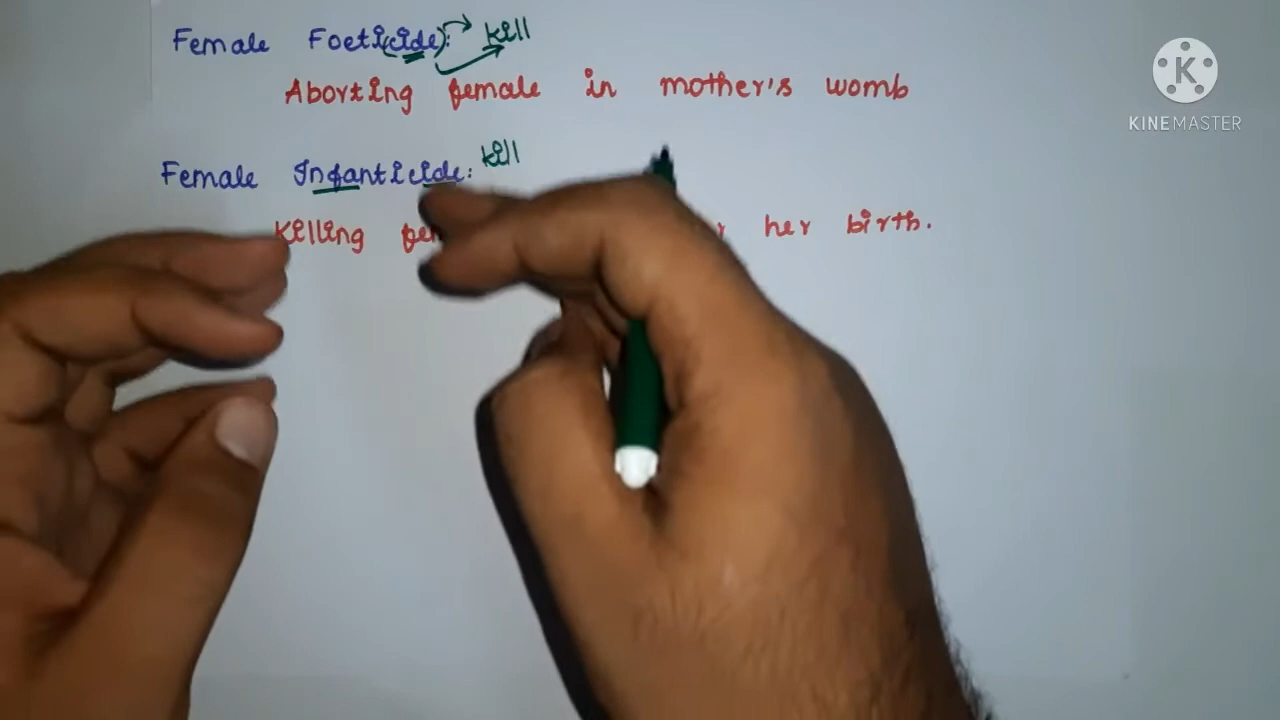 Female Foeticide): kill
Aborting female in mother's womb
Female Infanticide: kill
Killing her birth.
K
KINEMASTER